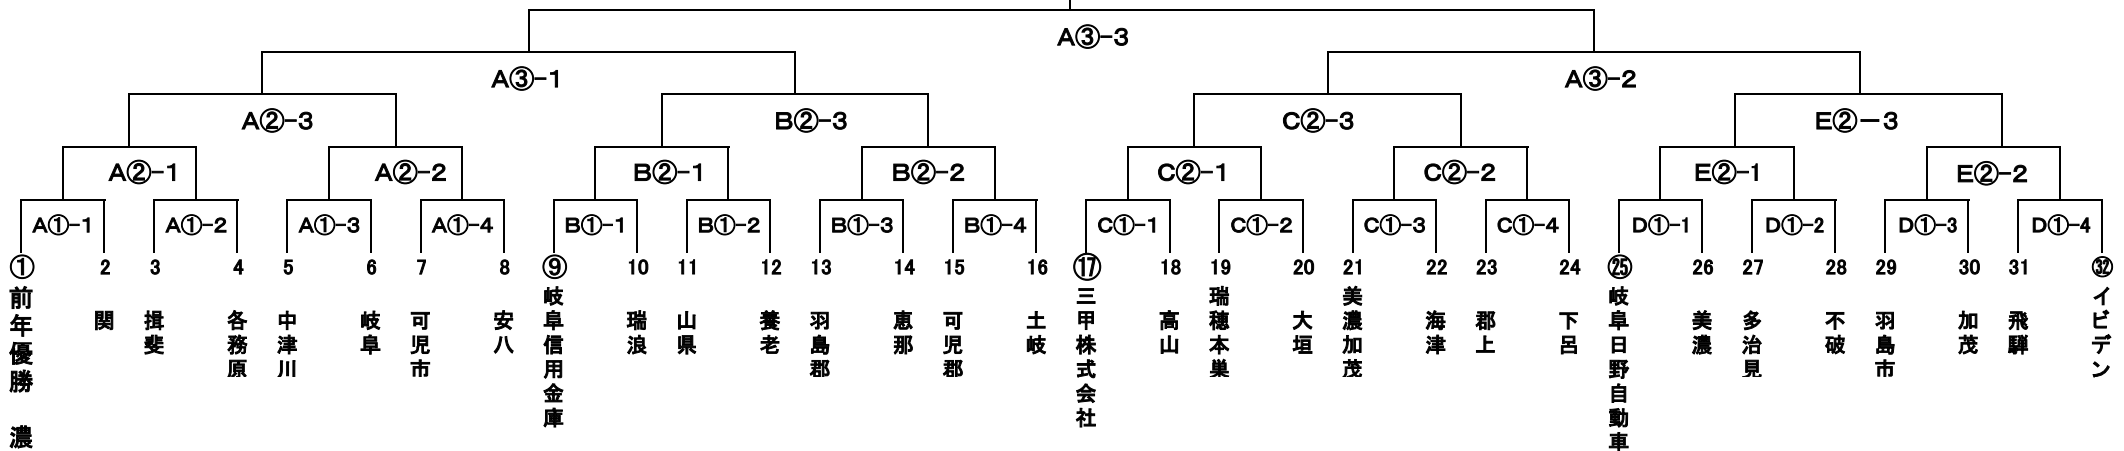 A③-3
A③-1
A③-2
A②-3
B②-3
C②-3
E②－3
A②-1
A②-2
B②-1
B②-2
C②-1
C②-2
E②-1
E②-2
A①-1
A①-2
A①-3
A①-4
B①-1
B①-2
B①-3
B①-4
C①-1
C①-2
C①-3
C①-4
D①-1
D①-2
D①-3
D①-4
① 前年優勝 濃
2 関
3 揖斐
4 各務原
5 中津川
6 岐阜
7 可児市
8 安八
⑨ 岐阜信用金庫
10 瑞浪
11 山県
12 養老
13 羽島郡
14 恵那
15 可児郡
16 土岐
⑰ 三甲株式会社
18 高山
19 瑞穂本巣
20 大垣
21 美濃加茂
22 海津
23 郡上
24 下呂
㉕ 岐阜日野自動車
26 美濃
27 多治見
28 不破
29 羽島市
30 加茂
31 飛騨
㉜ イビデン